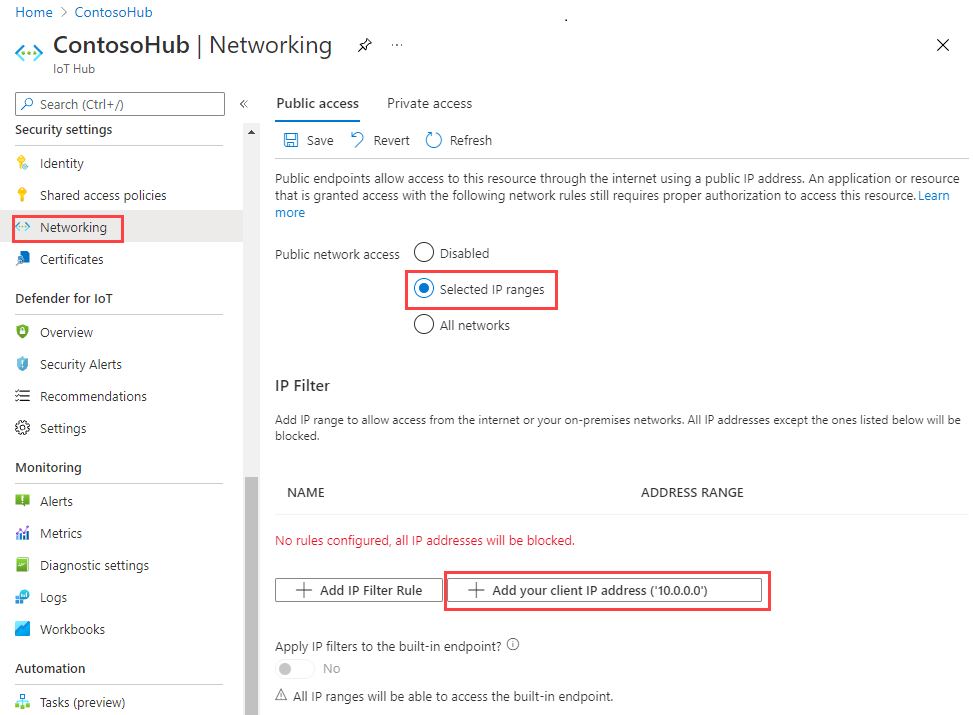 Home > ContosoHub
ContosoHub | Networking
IoT Hub
Search (Ctrl+/)
Security settings
Identity
Shared access policies
Networking
Certificates
Defender for IoT
Overview
Security Alerts
Recommendations
Settings
Monitoring
Alerts
Metrics
Diagnostic settings
Logs
Workbooks
Automation
Tasks (preview)
Public access Private access
Save Revert Refresh
Public endpoints allow access to this resource through the internet using a public IP address. An application or resource
that is granted access with the following network rules still requires proper authorization to access this resource. Learn
more
Public network access
Disabled
Selected IP ranges
All networks
IP Filter
Add IP range to allow access from the internet or your on-premises networks. All IP addresses except the ones listed below will be
blocked.
NAME ADDRESS RANGE
No rules configured, all IP addresses will be blocked.
Add IP Filter Rule
Add your client IP address ('10.0.0.0')
Apply IP filters to the built-in endpoint?
No
All IP ranges will be able to access the built-in endpoint.